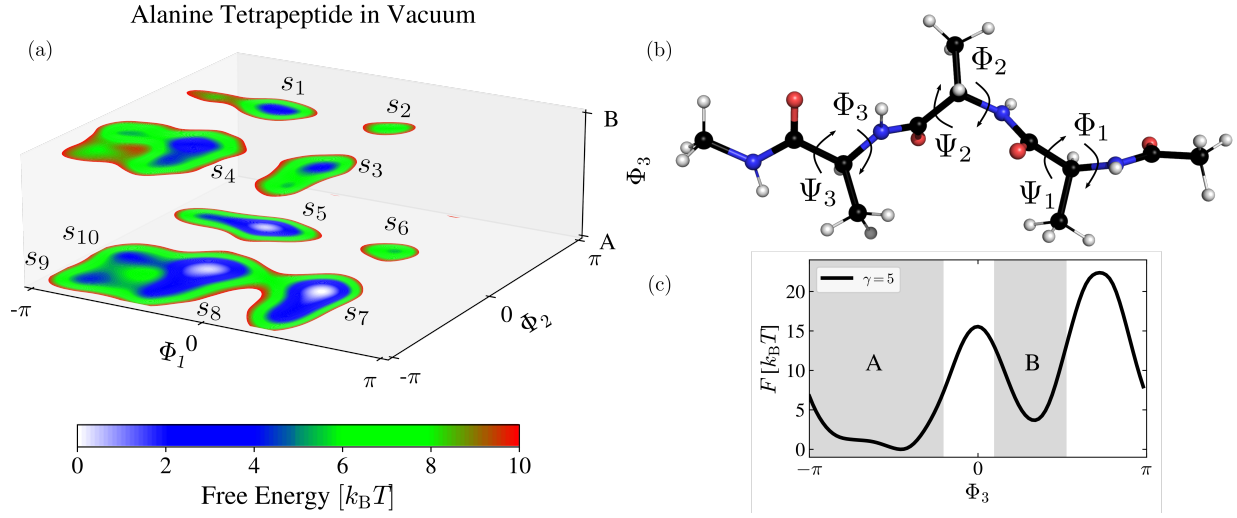 Alanine Tetrapeptide in Vacuum
(a)
s1
s2
s3
s4
s5
s6
s10
s9
s8
s7
B
A
Φ3
-π
0
π
Φ1
-π
0
π
Φ2
0 2 4 6 8 10
Free Energy [kBT]
(b)
Φ2
Φ3
Φ1
Ψ2
Ψ3
Ψ1
(c)
γ = 5
A
B
20
15
10
5
0
F [kBT]
−π 0 π
Φ3